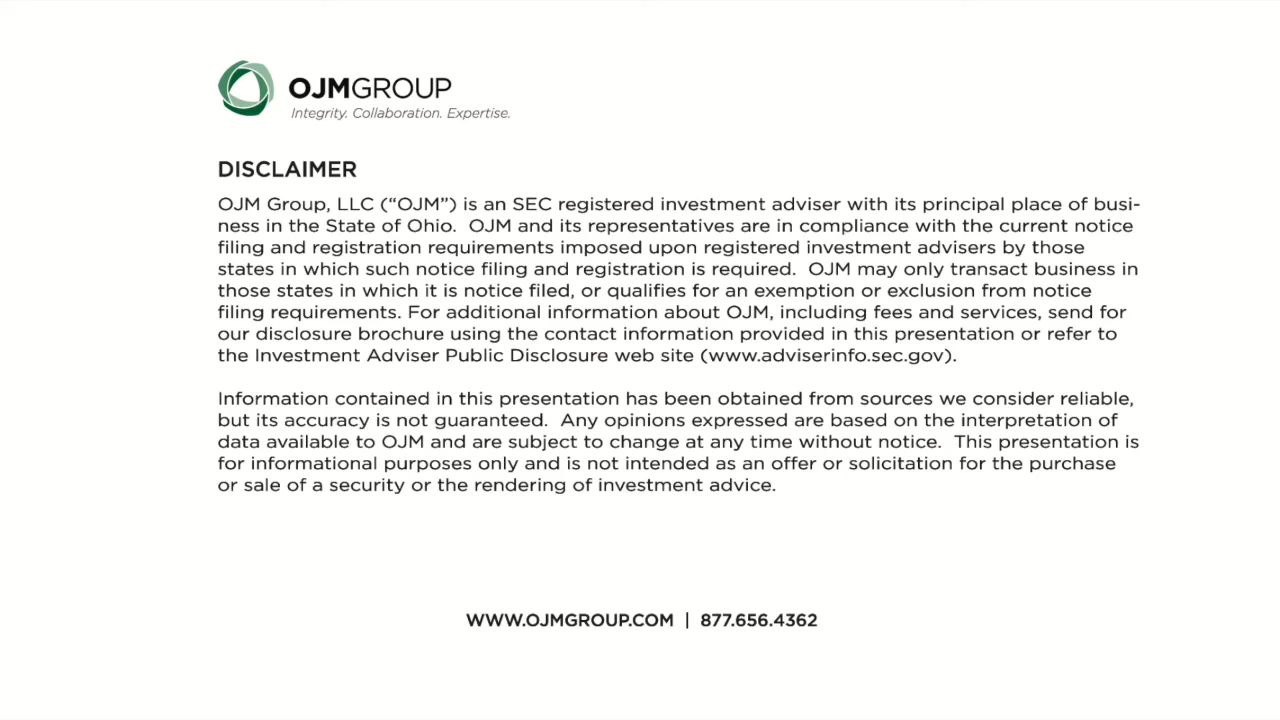 OJMGROUP
Integrity. Collaboration. Expertise.
DISCLAIMER
OJM Group, LLC (“OJM”) is an SEC registered investment adviser with its principal place of busi-
ness in the State of Ohio.  OJM and its representatives are in compliance with the current notice
filing and registration requirements imposed upon registered investment advisers by those
states in which such notice filing and registration is required.  OJM may only transact business in
those states in which it is notice filed, or qualifies for an exemption or exclusion from notice
filing requirements. For additional information about OJM, including fees and services, send for
our disclosure brochure using the contact information provided in this presentation or refer to
the Investment Adviser Public Disclosure web site (www.adviserinfo.sec.gov).
Information contained in this presentation has been obtained from sources we consider reliable,
but its accuracy is not guaranteed.  Any opinions expressed are based on the interpretation of
data available to OJM and are subject to change at any time without notice.  This presentation is
for informational purposes only and is not intended as an offer or solicitation for the purchase
or sale of a security or the rendering of investment advice.
WWW.OJMGROUP.COM | 877.656.4362